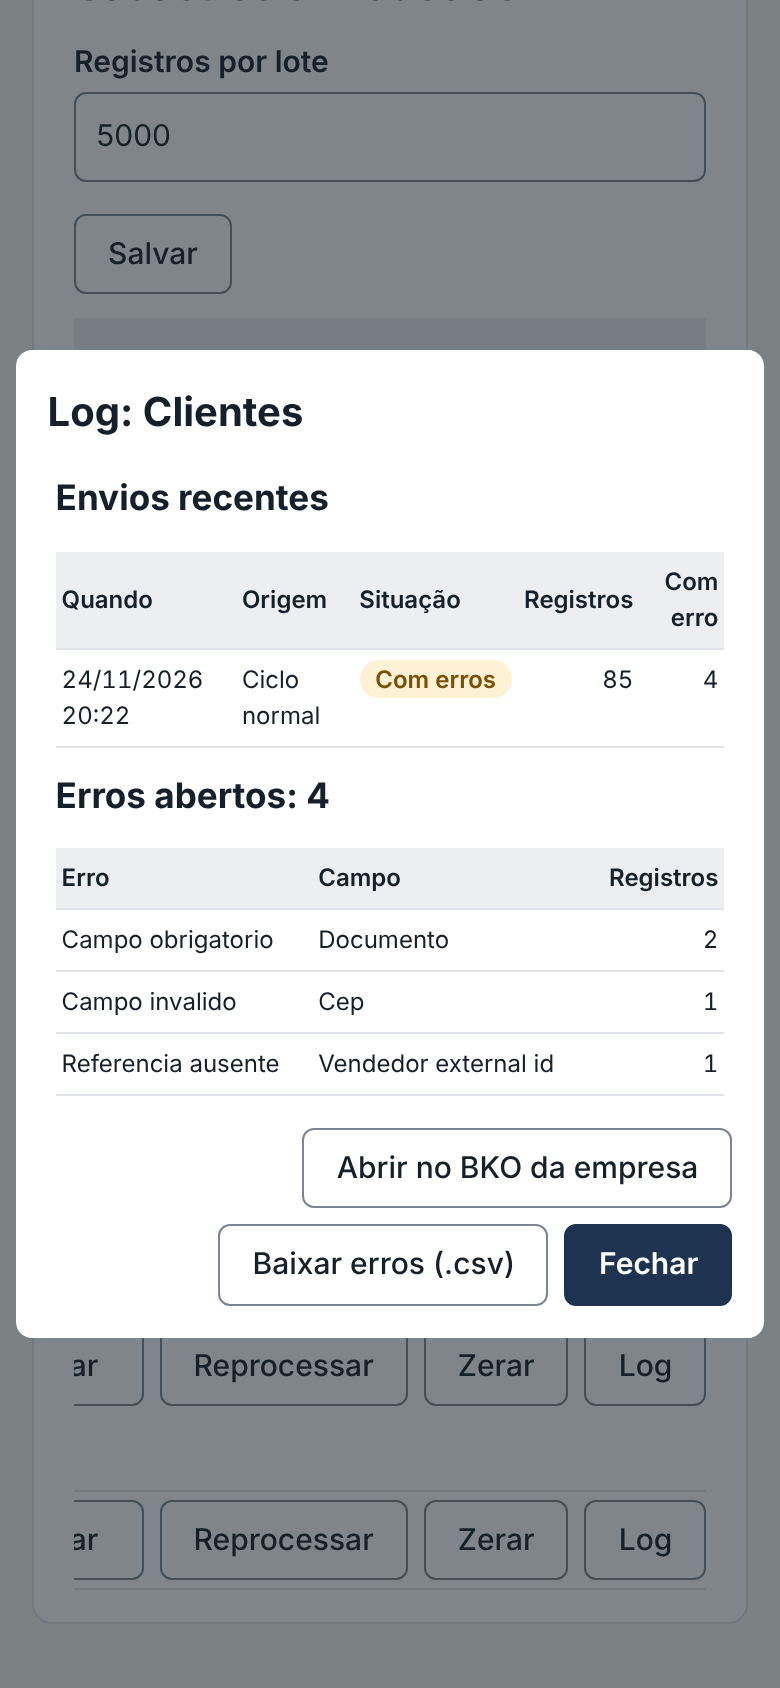 Registros por lote
5000
Salvar
Log: Clientes
Envios recentes
Quando Origem Situação Registros Com erro
24/11/2026 20:22 Ciclo normal Com erros 85 4
Erros abertos: 4
Erro Campo Registros
Campo obrigatorio Documento 2
Campo invalido Cep 1
Referencia ausente Vendedor external id 1
Abrir no BKO da empresa
Baixar erros (.csv) Fechar
ar Reprocessar Zerar Log
ar Reprocessar Zerar Log